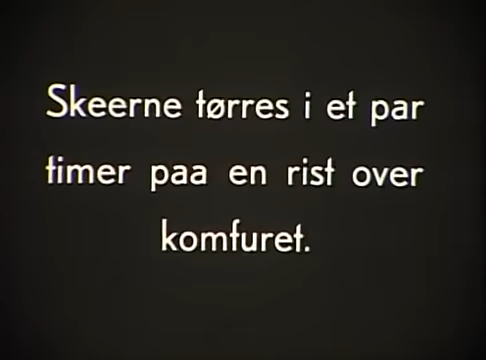 Skeerne tørres i et par
timer paa en rist over
komfuret.